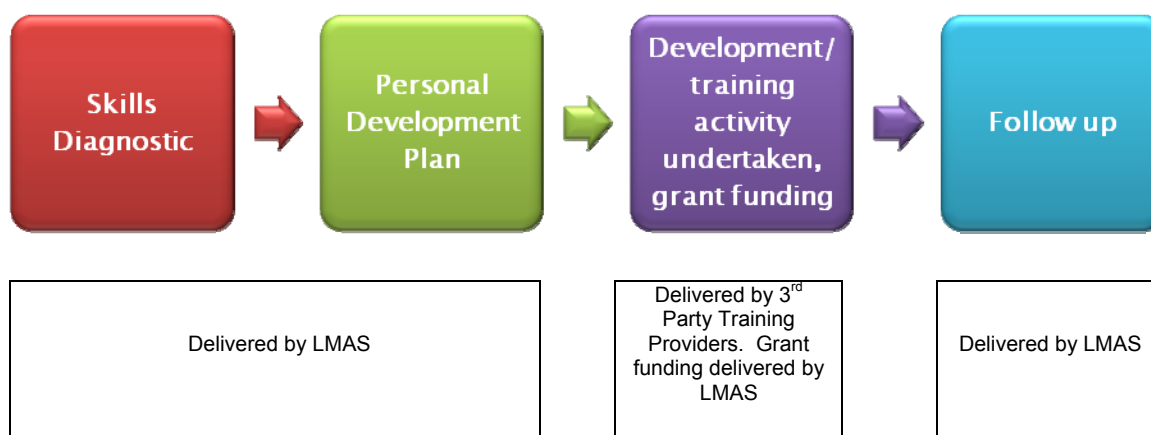 Skills
Diagnostic
Personal
Development
Plan
Development/
training
activity
undertaken,
grant funding
Follow up
Delivered by LMAS
Delivered by 3rd
Party Training
Providers. Grant
funding delivered by
LMAS
Delivered by LMAS